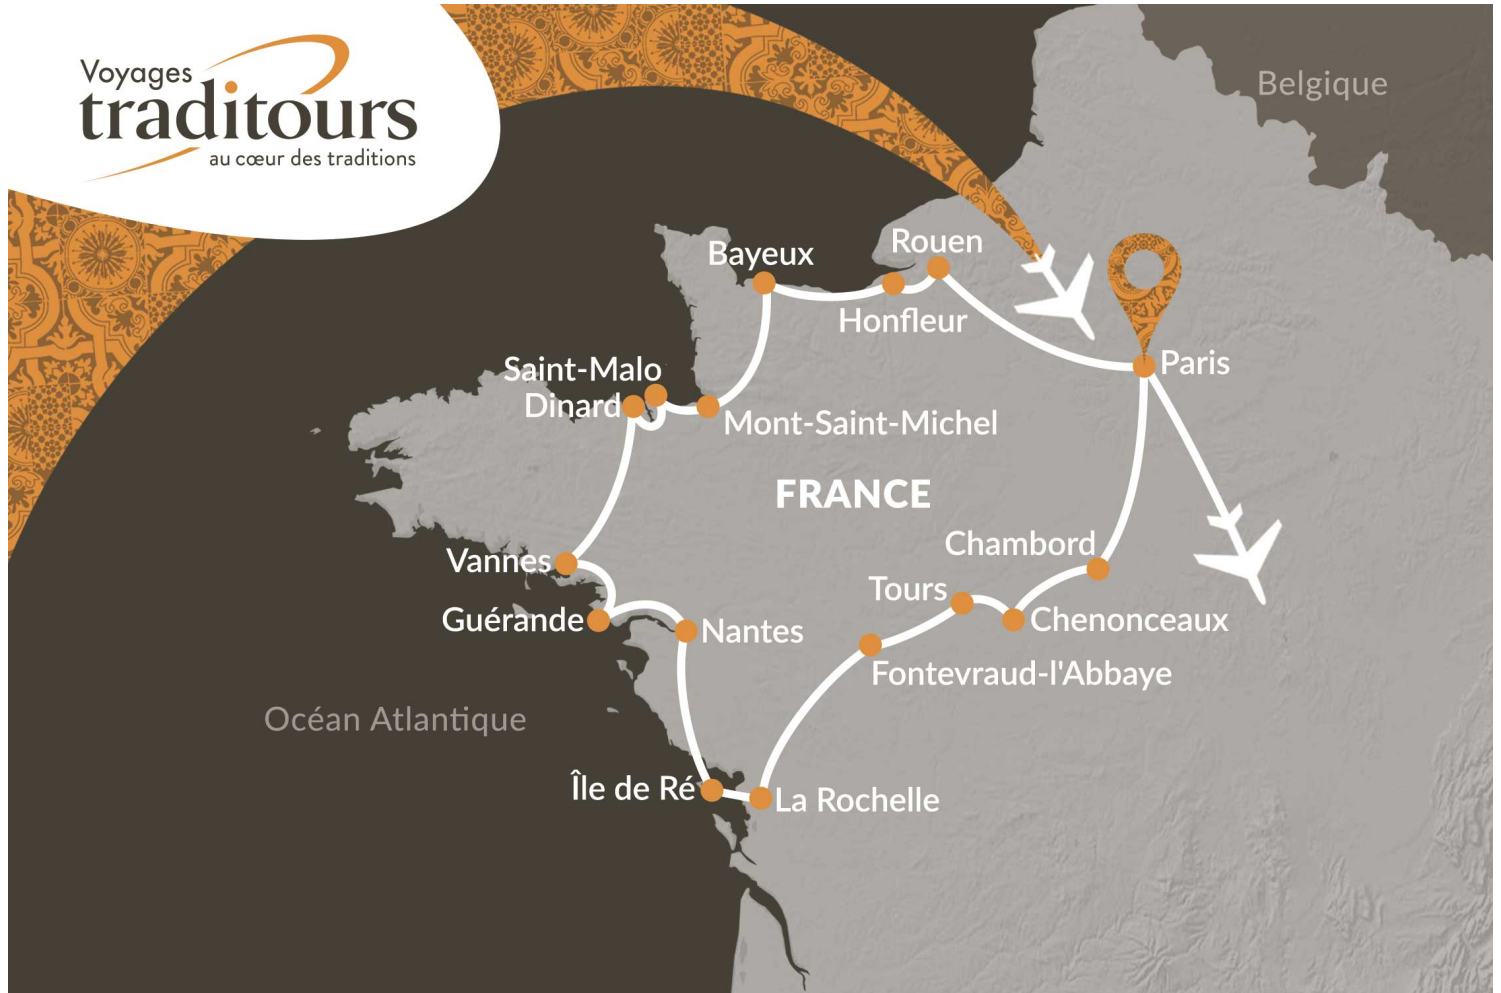 Voyages
traditours
au cœur des traditions
Belgique
Rouen
Bayeux
Honfleur
Paris
Saint-Malo
Dinard
Mont-Saint-Michel
FRANCE
Chambord
Vannes
Tours
Guérande
Chenonceaux
Nantes
Fontevraud-l'Abbaye
Océan Atlantique
Île de Ré
La Rochelle